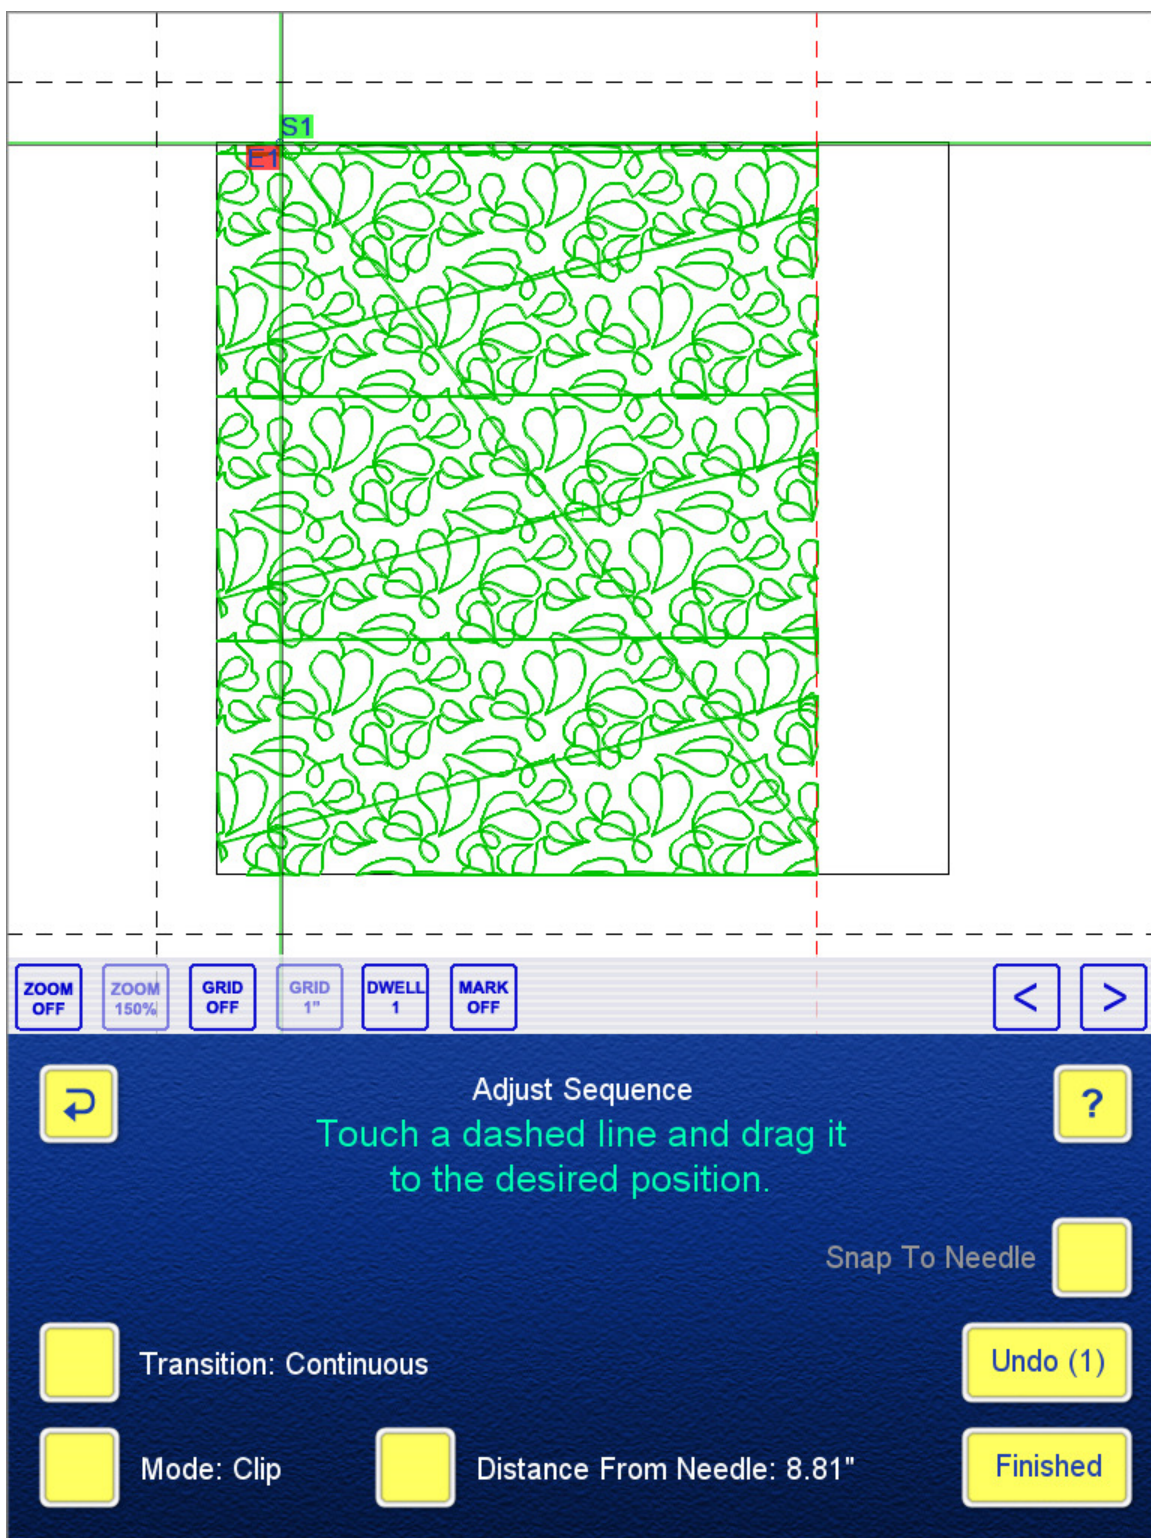 S1
E1
ZOOM OFF
ZOOM 150%
GRID OFF
GRID 1"
DWELL 1
MARK OFF
<
>
?
Adjust Sequence
Touch a dashed line and drag it
to the desired position.
Snap To Needle
Transition: Continuous
Undo (1)
Mode: Clip
Distance From Needle: 8.81"
Finished